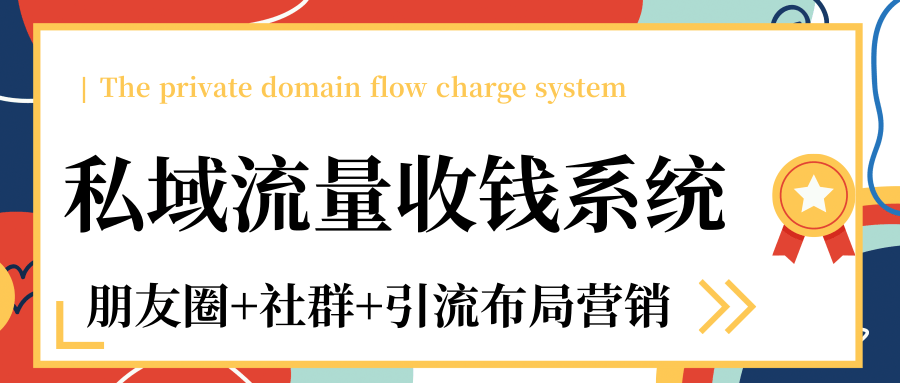 | The private domain flow charge system
私域流量收钱系统
朋友圈+社群+引流布局营销